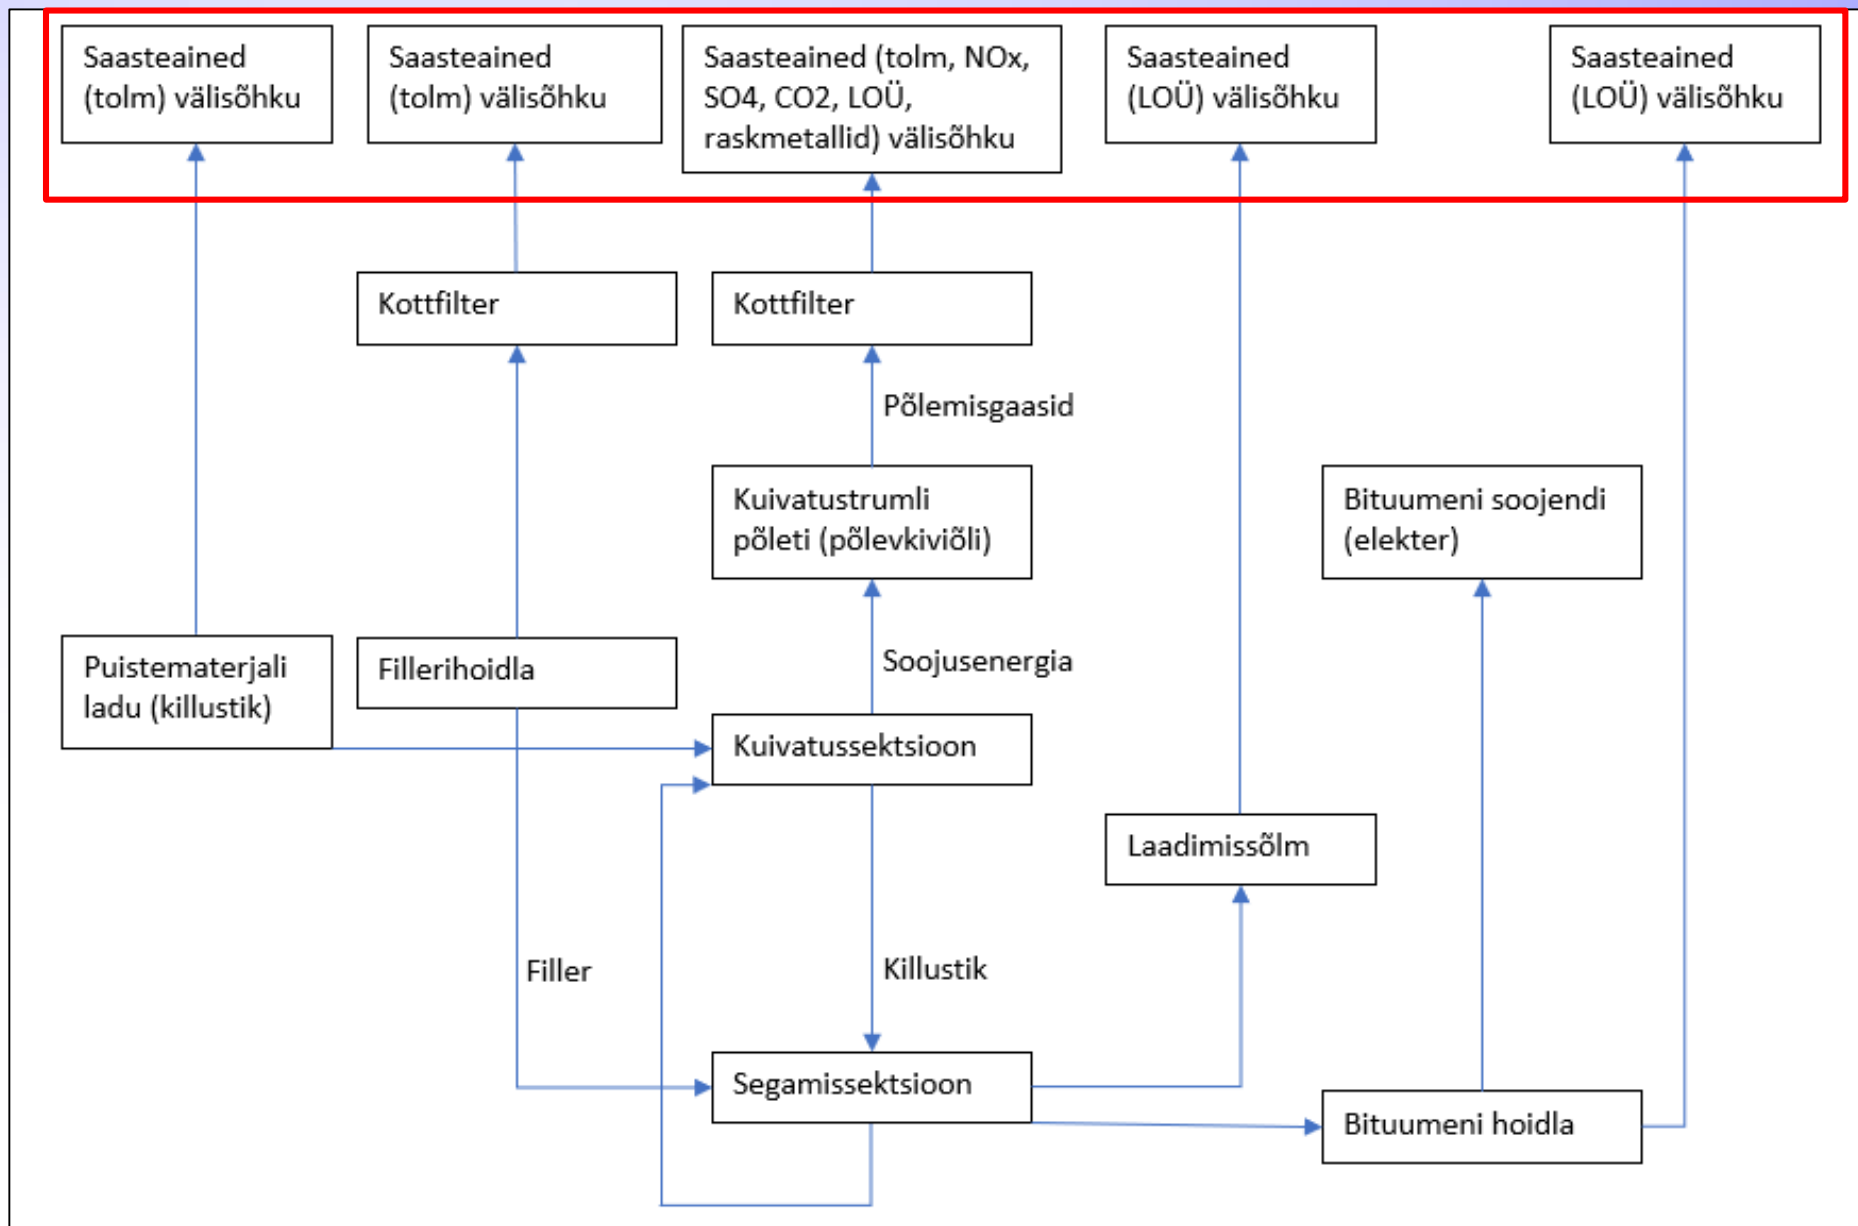 Saasteained
(tolm) välisõhku
Saasteained
(tolm) välisõhku
Saasteained (tolm, NOx,
SO4, CO2, LOÜ,
raskmetallid) välisõhku
Saasteained
(LOÜ) välisõhku
Saasteained
(LOÜ) välisõhku
Kottfilter
Kottfilter
Põlemisgaasid
Kuivatustrumli
põleti (põlevkiviõli)
Bituumeni soojendi
(elekter)
Puistematerjali
ladu (killustik)
Fillerihoidla
Soojusenergia
Kuivatussektsioon
Laadimissõlm
Filler
Killustik
Segamissektsioon
Bituumeni hoidla